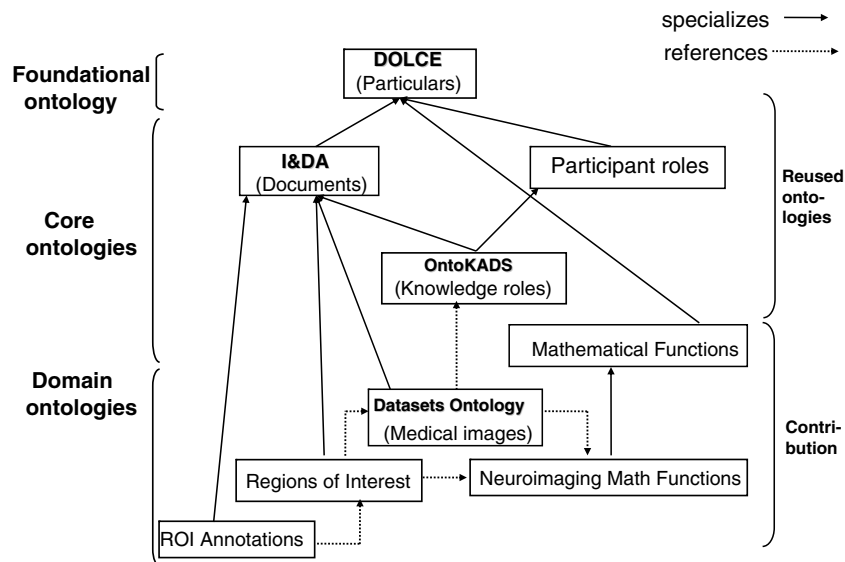 specializes
references
Foundational
ontology
DOLCE
(Particulars)
I&DA
(Documents)
Participant roles
Reused
onto-
logies
Core
ontologies
OntoKADS
(Knowledge roles)
Mathematical Functions
Domain
ontologies
Datasets Ontology
(Medical images)
Contri-
bution
Regions of Interest
Neuroimaging Math Functions
ROI Annotations